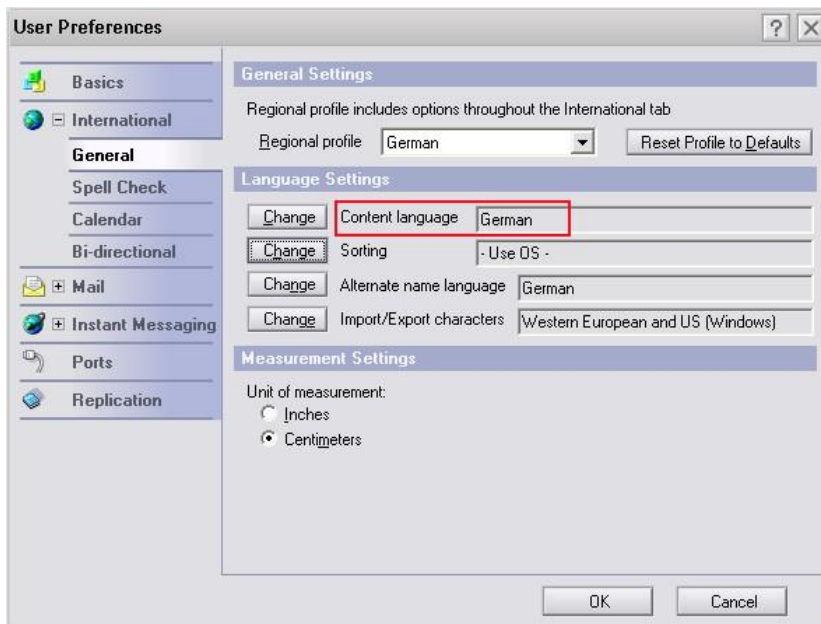 User Preferences
?
Basics
International
General
Spell Check
Calendar
Bi-directional
Mail
Instant Messaging
Ports
Replication
General Settings
Regional profile includes options throughout the International tab
Regional profile German Reset Profile to Defaults
Language Settings
Change Content language German
Change Sorting - Use OS -
Change Alternate name language German
Change Import/Export characters Western European and US (Windows)
Measurement Settings
Unit of measurement:
Inches
Centimeters
OK Cancel